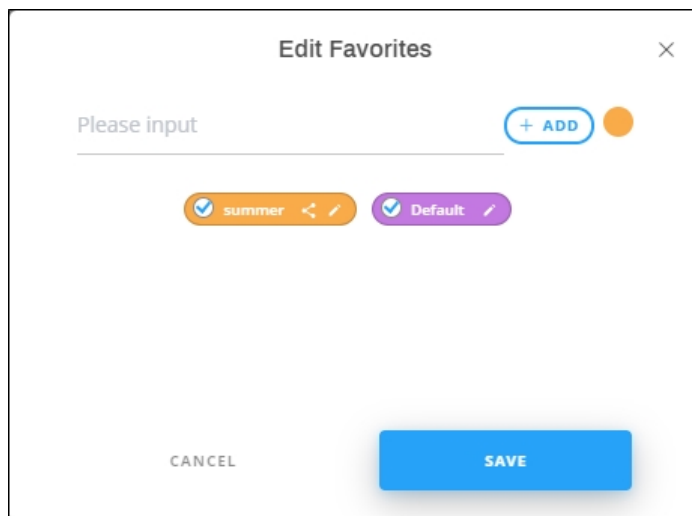 Edit Favorites
Please input
+ ADD
summer
Default
CANCEL
SAVE